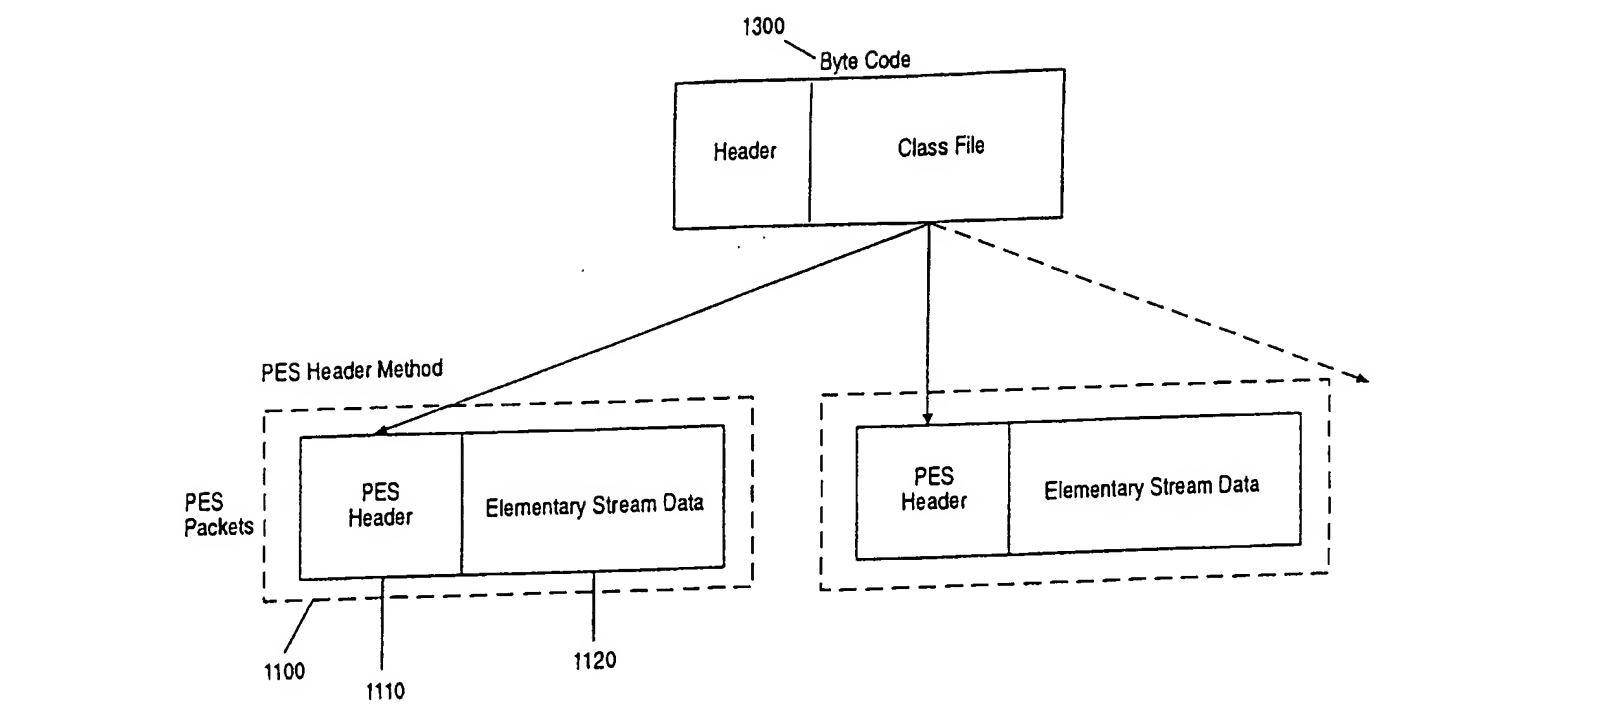 1300
Byte Code
Header
Class File
PES Header Method
PES
Packets
PES
Header
Elementary Stream Data
PES
Header
Elementary Stream Data
1100
1110
1120